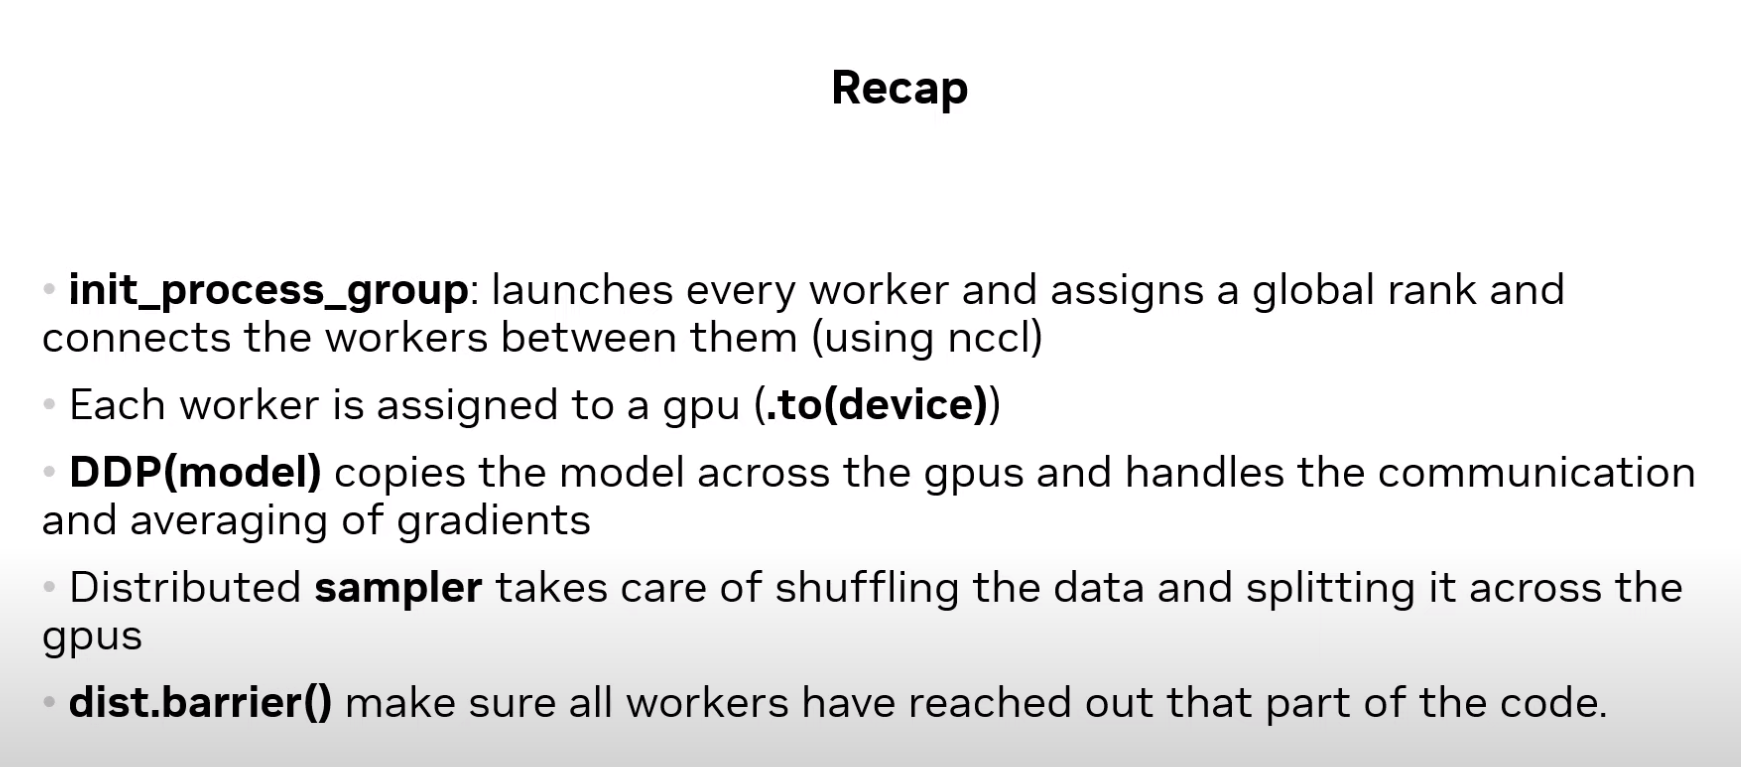 Recap
• init_process_group: launches every worker and assigns a global rank and
connects the workers between them (using nccl)
• Each worker is assigned to a gpu (.to(device))
• DDP(model) copies the model across the gpus and handles the communication
and averaging of gradients
• Distributed sampler takes care of shuffling the data and splitting it across the
gpus
• dist.barrier() make sure all workers have reached out that part of the code.